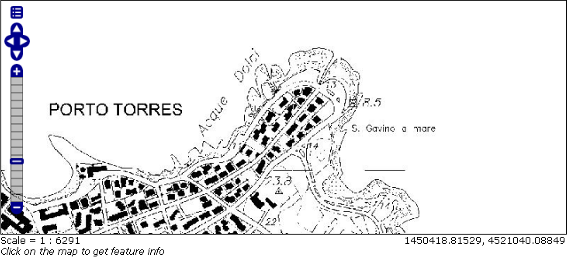 Acque Dolci
8.5
PORTO TORRES
S. Gavino a mare
14
3.8
22
Scale = 1 : 6291
1450418.81529, 4521040.08849
Click on the map to get feature info